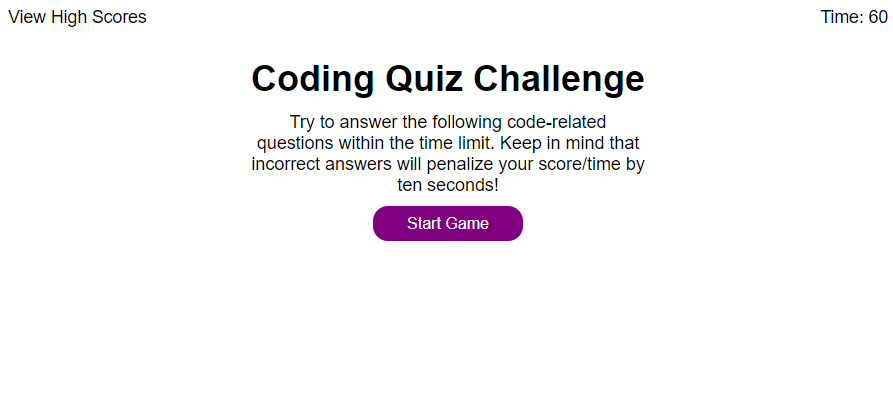 View High Scores
Time: 60
Coding Quiz Challenge
Try to answer the following code-related
questions within the time limit. Keep in mind that
incorrect answers will penalize your score/time by
ten seconds!
Start Game